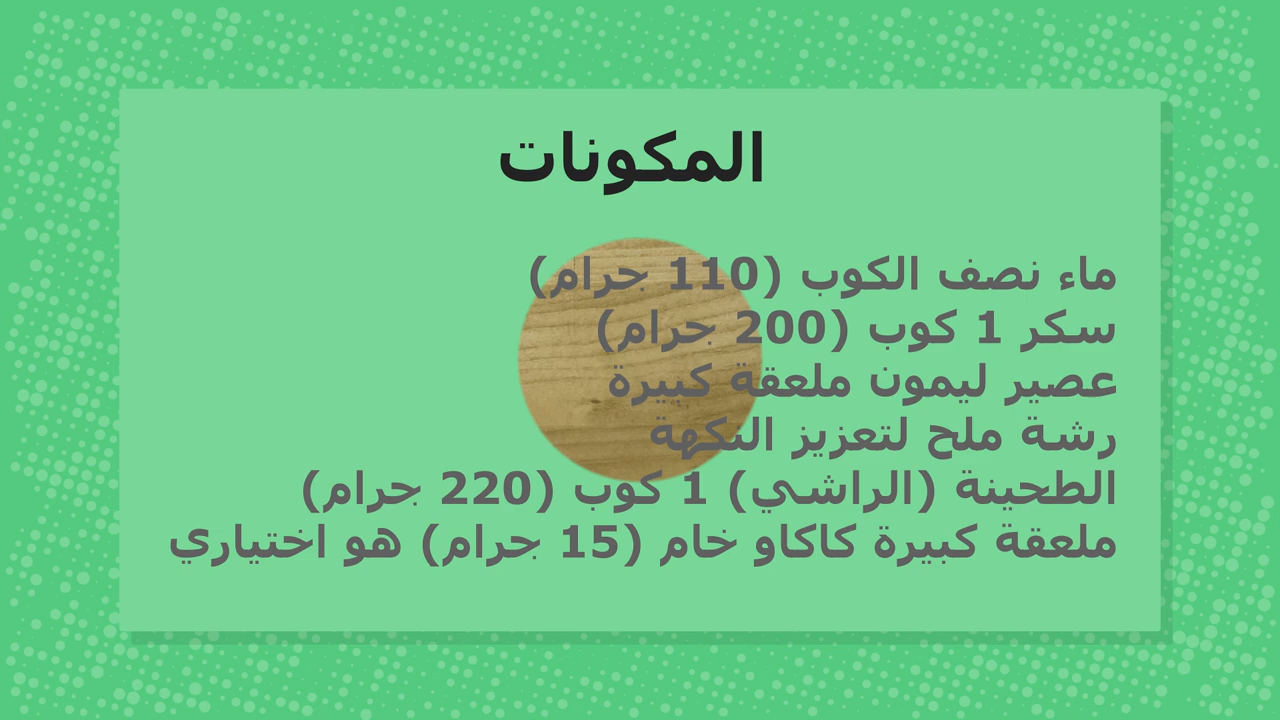 المكونات
ماء نصف الكوب (110 جرام)
سكر 1 كوب (200 جرام)
عصير ليمون ملعقة كبيرة
رشة ملح لتعزيز النكهة
الطحينة (الراشي) 1 كوب (220 جرام)
ملعقة كبيرة كاكاو خام (15 جرام) هو اختياري